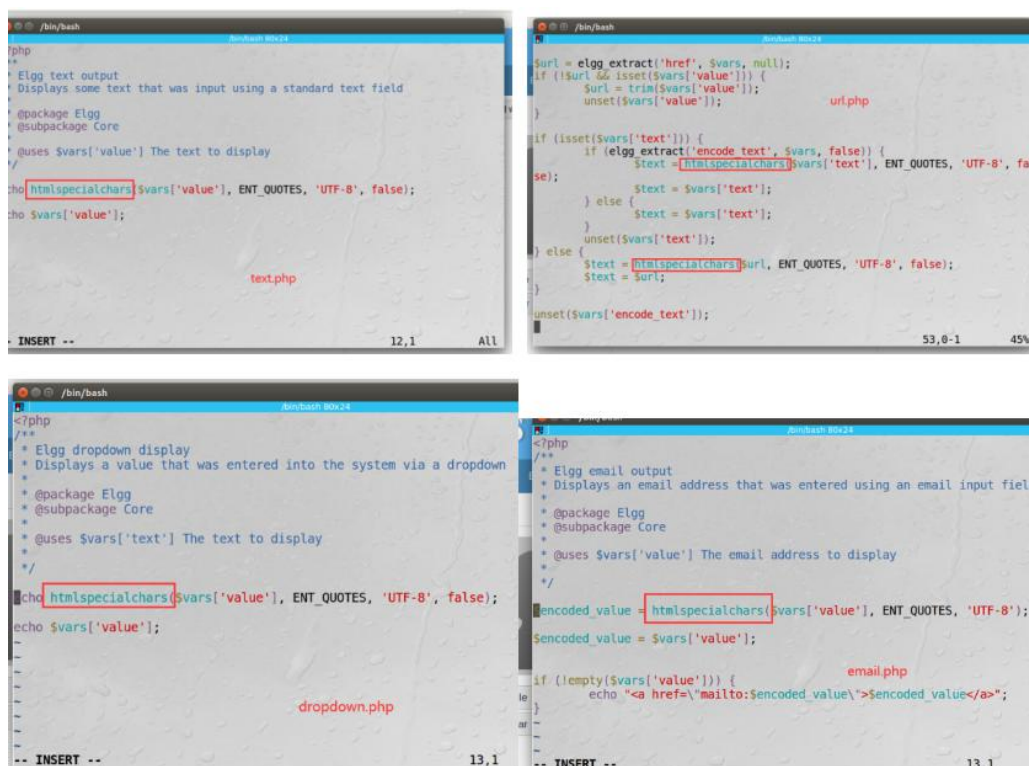 /bin/bash
/bin/bash 80x24
?php
**
* Elgg text output
* Displays some text that was input using a standard text field
*
* @package Elgg
* @subpackage Core
*
* @uses $vars['value'] The text to display
*/
cho htmlspecialchars($vars['value'], ENT_QUOTES, 'UTF-8', false);
cho $vars['value'];
text.php
- INSERT --
12,1
All
/bin/bash
/bin/bash 80x24
$url = elgg_extract('href', $vars, null);
if (!$url && isset($vars['value'])) {
$url = trim($vars['value']);
unset($vars['value']);
}
url.php
if (isset($vars['text'])) {
if (elgg_extract('encode_text', $vars, false)) {
$text = htmlspecialchars($vars['text'], ENT_QUOTES, 'UTF-8', fa
se);
$text = $vars['text'];
} else {
$text = $vars['text'];
}
unset($vars['text']);
} else {
$text = htmlspecialchars($url, ENT_QUOTES, 'UTF-8', false);
$text = $url;
}
unset($vars['encode_text']);
53,0-1
45%
/bin/bash
/bin/bash 80x24
<?php
/**
* Elgg dropdown display
* Displays a value that was entered into the system via a dropdown
*
* @package Elgg
* @subpackage Core
*
* @uses $vars['text'] The text to display
*
*/
echo htmlspecialchars($vars['value'], ENT_QUOTES, 'UTF-8', false);
echo $vars['value'];
~
~
~
~
~
dropdown.php
~
~
-- INSERT --
13,1
/bin/bash 80x24
<?php
/**
* Elgg email output
* Displays an email address that was entered using an email input fiel
*
* @package Elgg
* @subpackage Core
*
* @uses $vars['value'] The email address to display
*
*/
$encoded_value = htmlspecialchars($vars['value'], ENT_QUOTES, 'UTF-8');
$encoded_value = $vars['value'];
email.php
if (!empty($vars['value'])) {
echo "<a href=\"mailto:$encoded_value\">$encoded_value</a>";
}
~
~
-- INSERT --
13,1